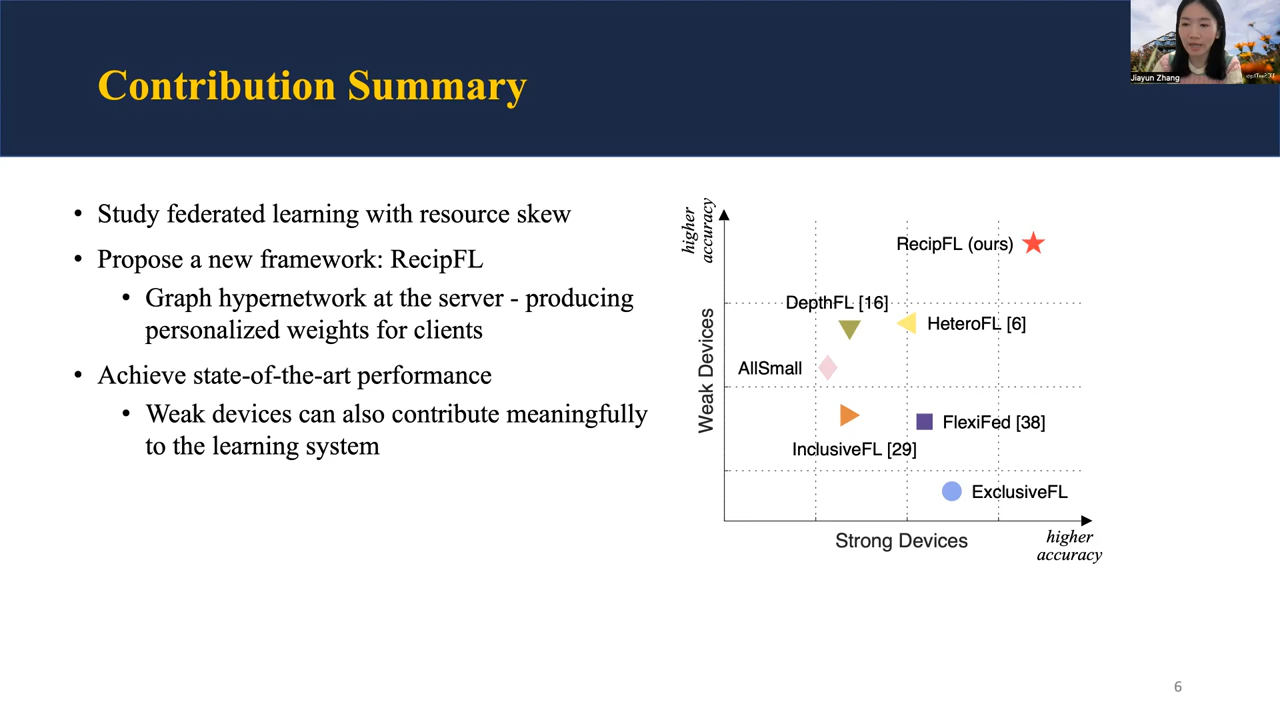 Contribution Summary
Jiayun Zhang
• Study federated learning with resource skew
• Propose a new framework: RecipFL
• Graph hypernetwork at the server - producing
personalized weights for clients
• Achieve state-of-the-art performance
• Weak devices can also contribute meaningfully
to the learning system
higher
accuracy
Weak Devices
RecipFL (ours)
DepthFL [16]
HeteroFL [6]
AllSmall
FlexiFed [38]
InclusiveFL [29]
ExclusiveFL
Strong Devices
higher
accuracy
6